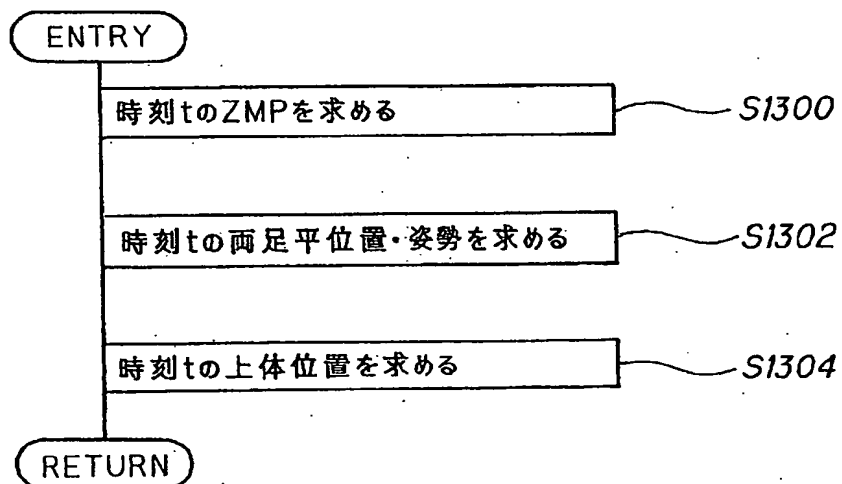 ENTRY
時刻tのZMPを求める
S1300
時刻tの両足平位置・姿勢を求める
S1302
時刻tの上体位置を求める
S1304
RETURN